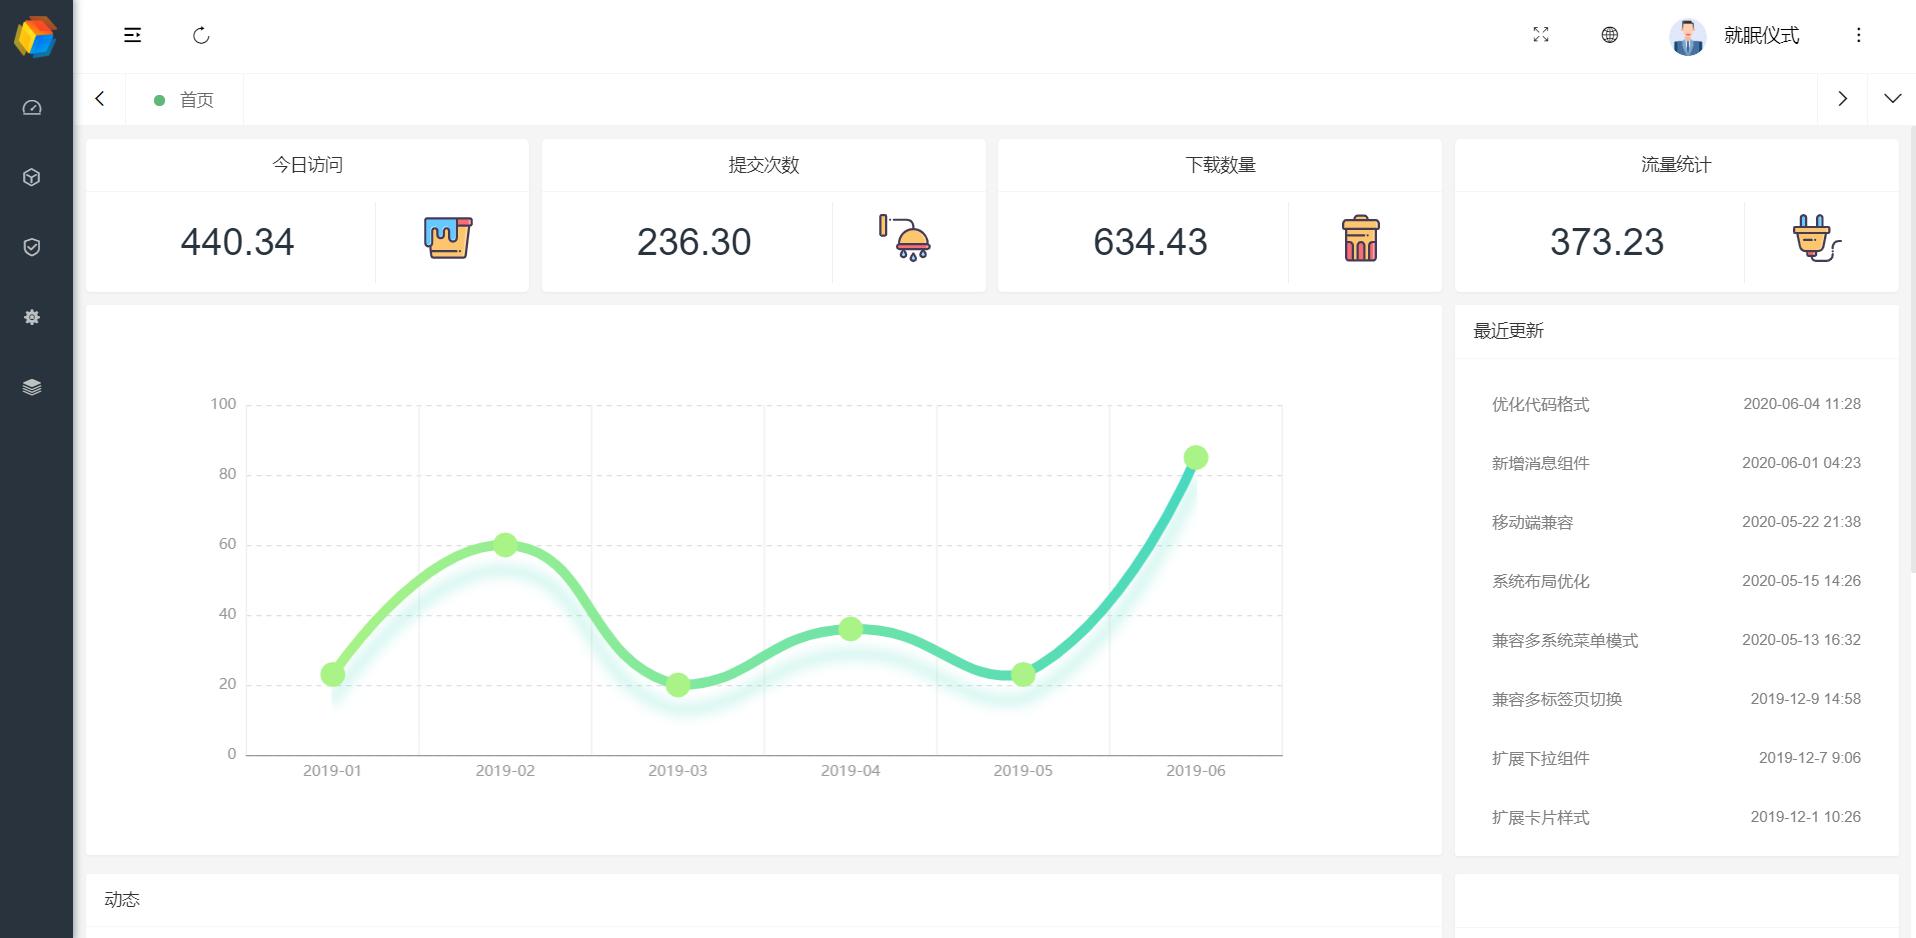 就眠仪式
首页
今日访问
440.34
提交次数
236.30
下载数量
634.43
流量统计
373.23
100
80
60
40
20
0
2019-01 2019-02 2019-03 2019-04 2019-05 2019-06
最近更新
优化代码格式 2020-06-04 11:28
新增消息组件 2020-06-01 04:23
移动端兼容 2020-05-22 21:38
系统布局优化 2020-05-15 14:26
兼容多系统菜单模式 2020-05-13 16:32
兼容多标签页切换 2019-12-9 14:58
扩展下拉组件 2019-12-7 9:06
扩展卡片样式 2019-12-1 10:26
动态